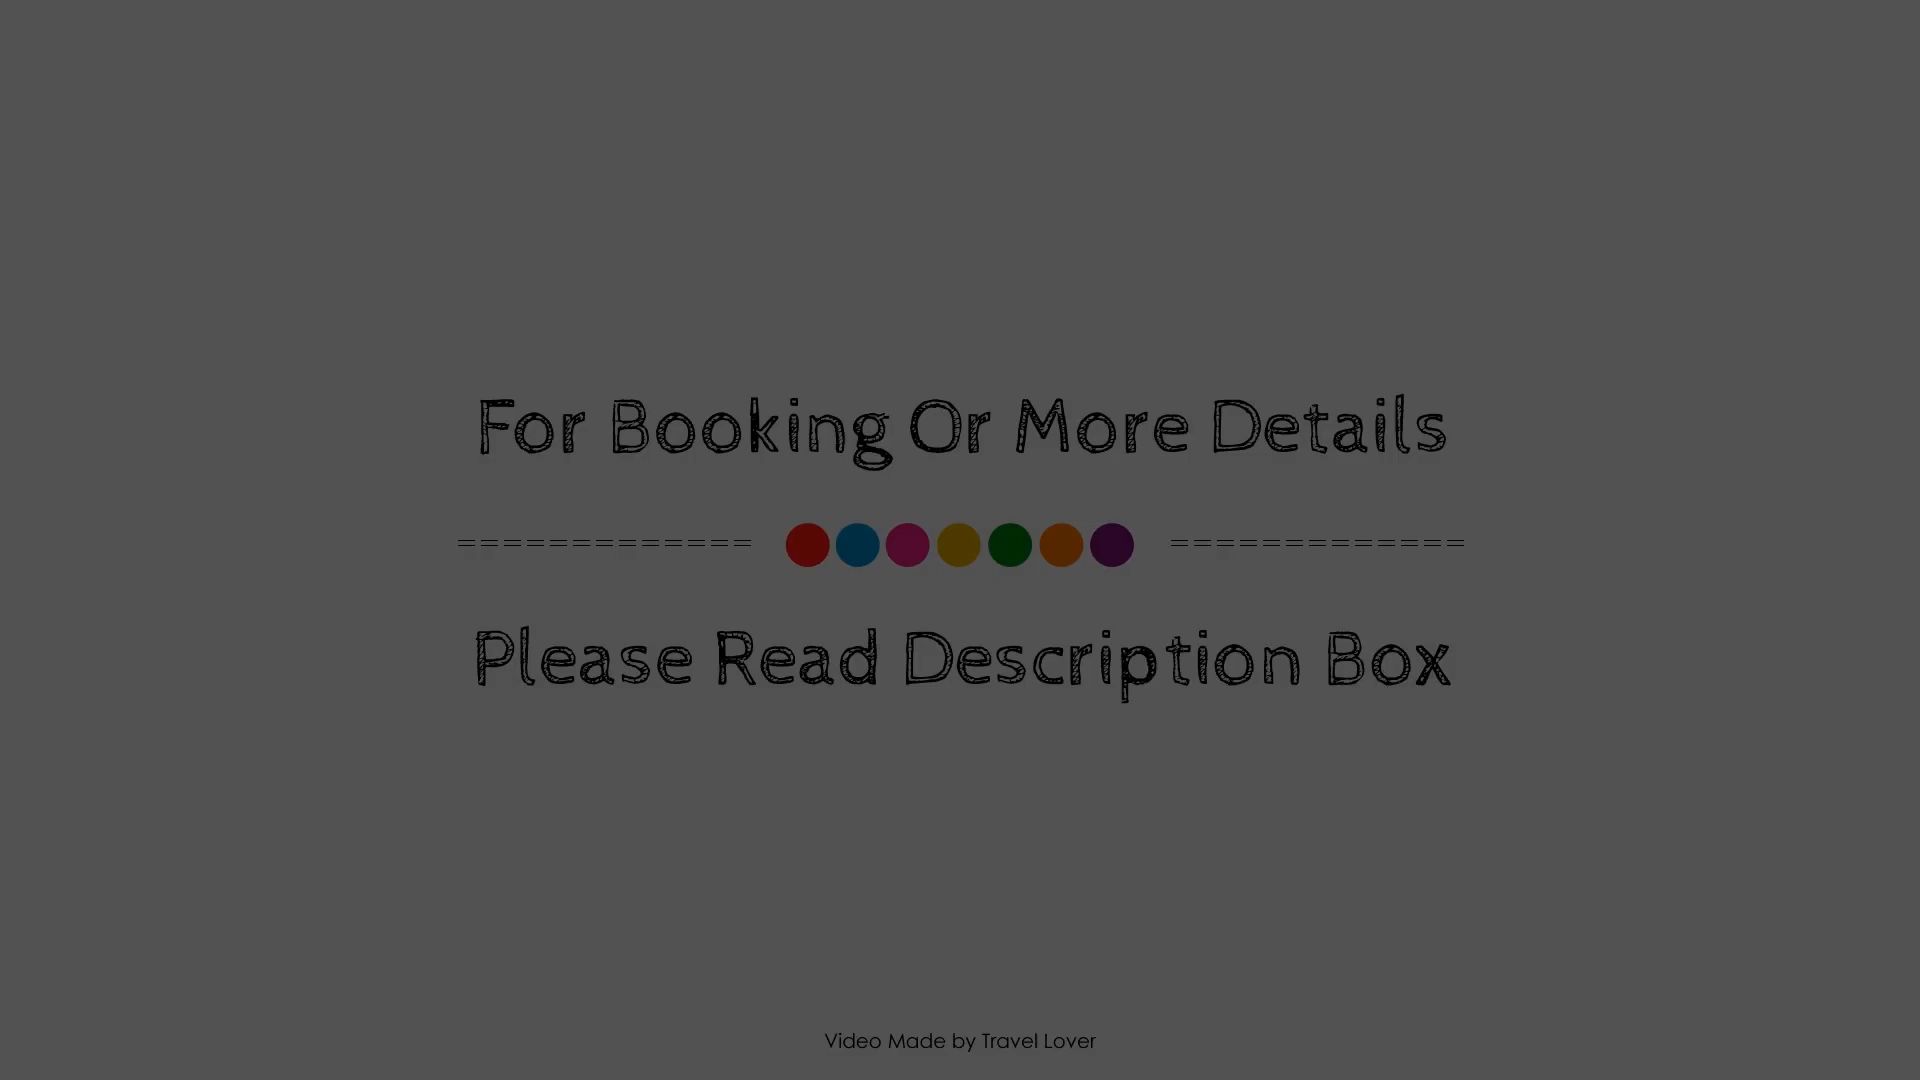 For Booking Or More Details
============= =============
Please Read Description Box
Video Made by Travel Lover